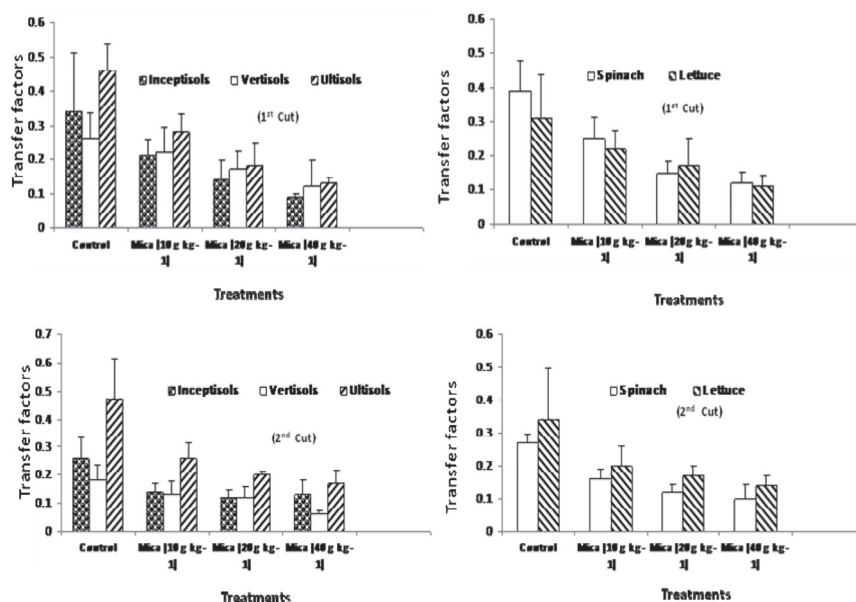 0.6
0.5
0.4
0.3
0.2
0.1
0
Transfer factors
Inceptisols Vertisols Ultisols
(1st Cut)
Control Mica [10 g kg-1] Mica [20 g kg-1] Mica [40 g kg-1]
Treatments
0.6
0.5
0.4
0.3
0.2
0.1
0
Transfer factors
Spinach Lettuce
(1st Cut)
Control Mica [10 g kg-1] Mica [20 g kg-1] Mica [40 g kg-1]
Treatments
0.7
0.6
0.5
0.4
0.3
0.2
0.1
0
Transfer factors
Inceptisols Vertisols Ultisols
(2nd Cut)
Control Mica [10 g kg-1] Mica [20 g kg-1] Mica [40 g kg-1]
Treatments
0.6
0.5
0.4
0.3
0.2
0.1
0
Transfer factors
Spinach Lettuce
(2nd Cut)
Control Mica [10 g kg-1] Mica [20 g kg-1] Mica [40 g kg-1]
Treatments